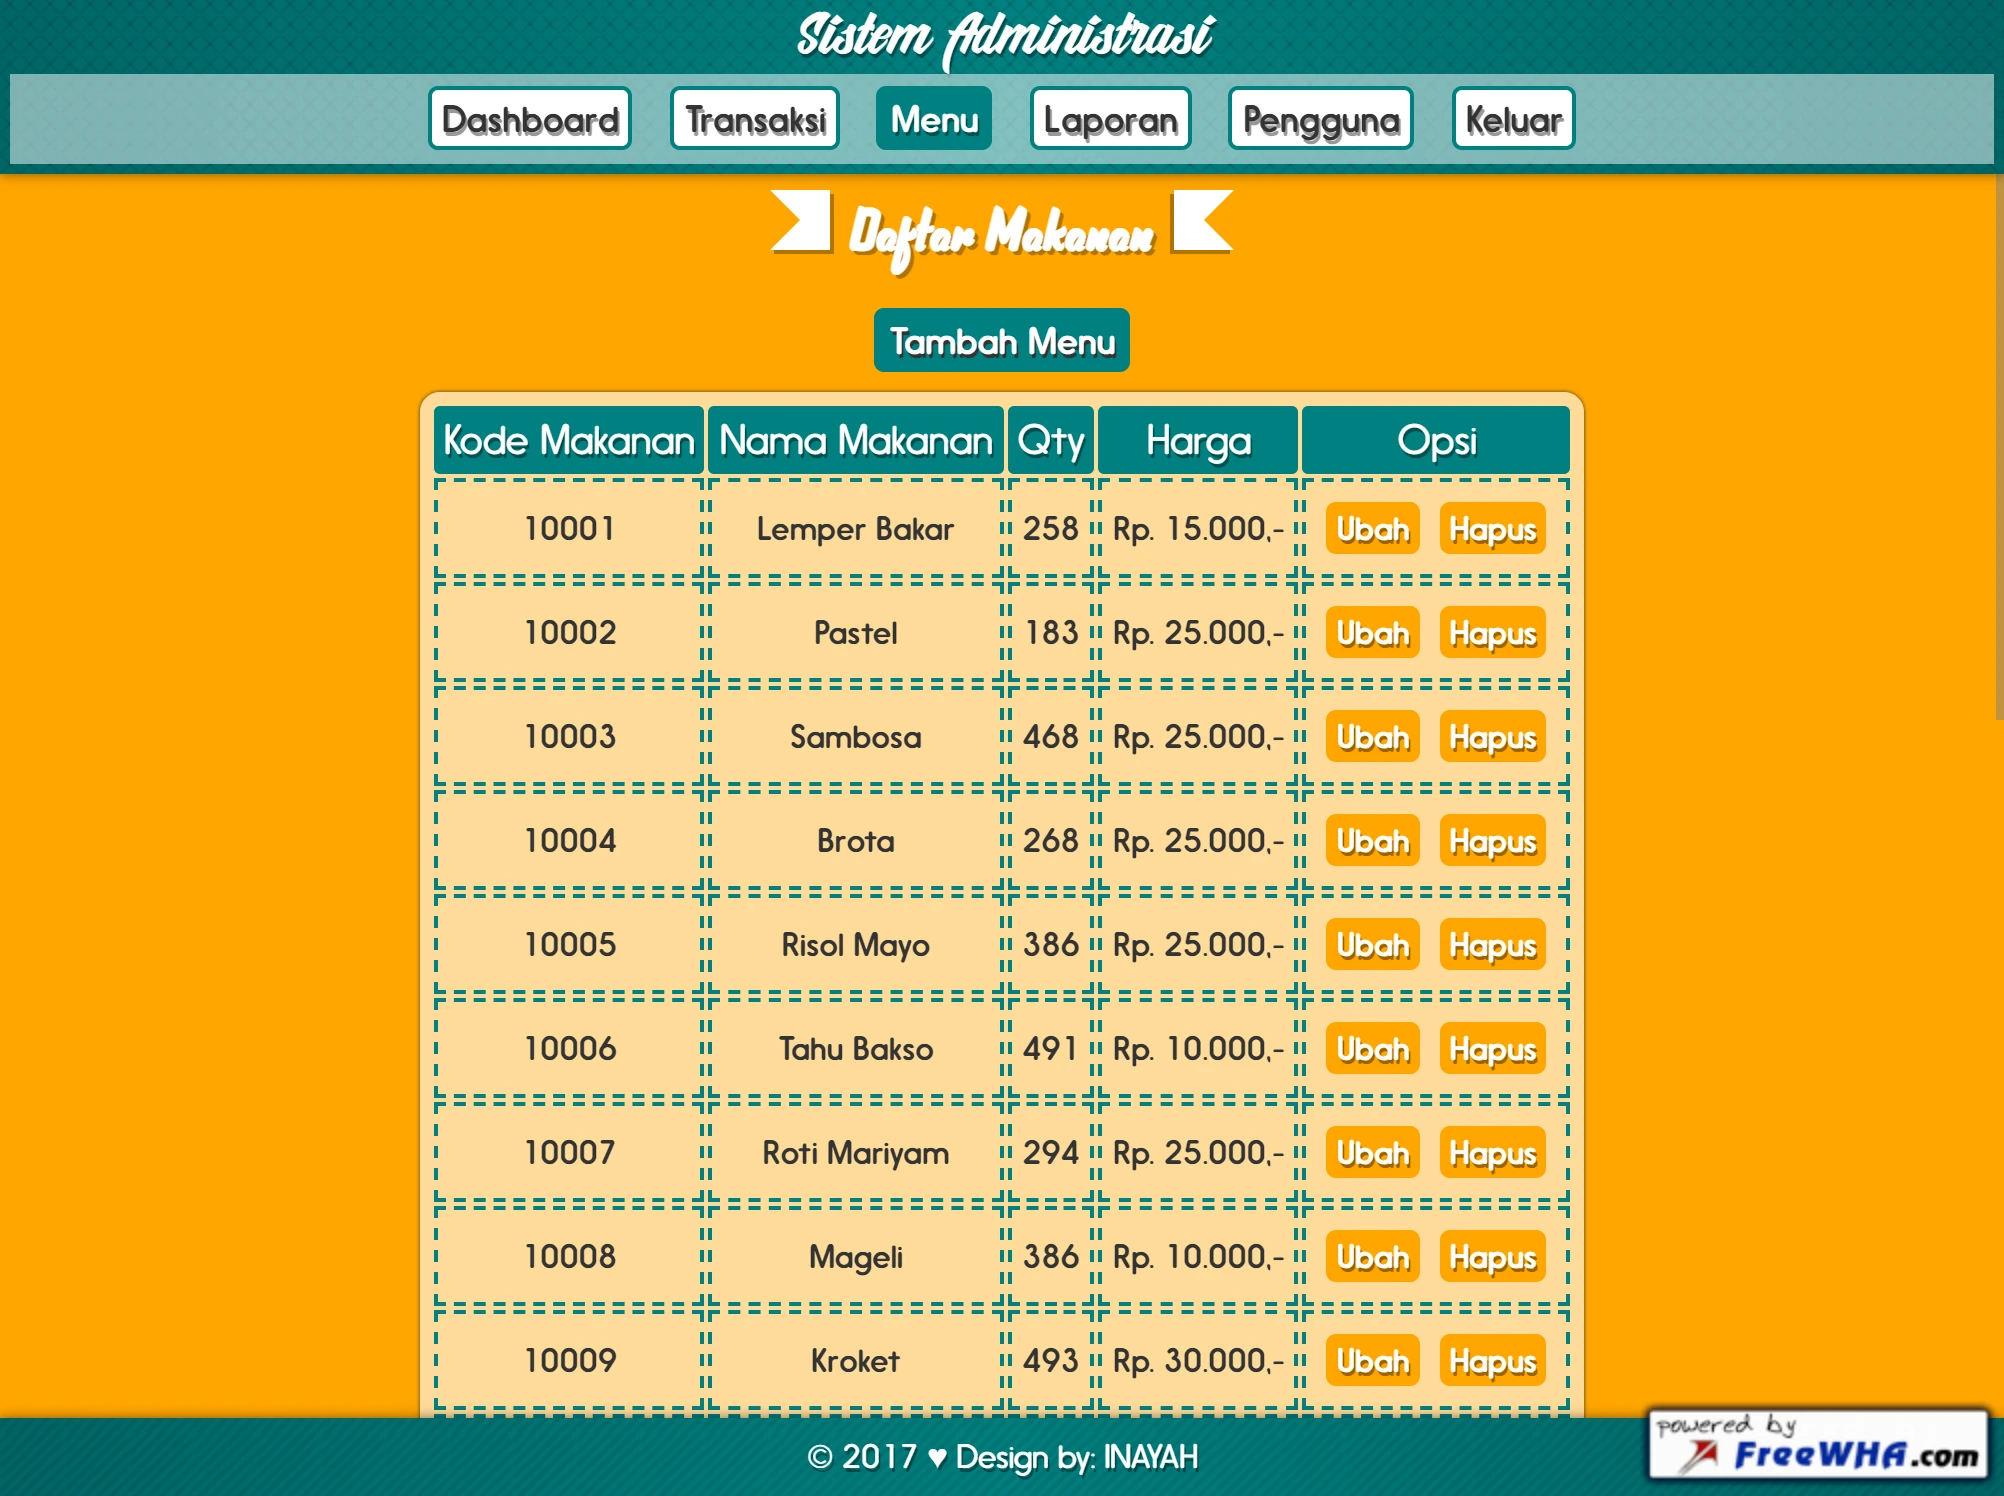 Sistem Administrasi
Dashboard Transaksi Menu Laporan Pengguna Keluar
Daftar Makanan
Tambah Menu
Kode Makanan Nama Makanan Qty Harga Opsi
10001 Lemper Bakar 258 Rp. 15.000,- Ubah Hapus
10002 Pastel 183 Rp. 25.000,- Ubah Hapus
10003 Sambosa 468 Rp. 25.000,- Ubah Hapus
10004 Brota 268 Rp. 25.000,- Ubah Hapus
10005 Risol Mayo 386 Rp. 25.000,- Ubah Hapus
10006 Tahu Bakso 491 Rp. 10.000,- Ubah Hapus
10007 Roti Mariyam 294 Rp. 25.000,- Ubah Hapus
10008 Mageli 386 Rp. 10.000,- Ubah Hapus
10009 Kroket 493 Rp. 30.000,- Ubah Hapus
© 2017 ♥ Design by: INAYAH
powered by
FreeWHA.com